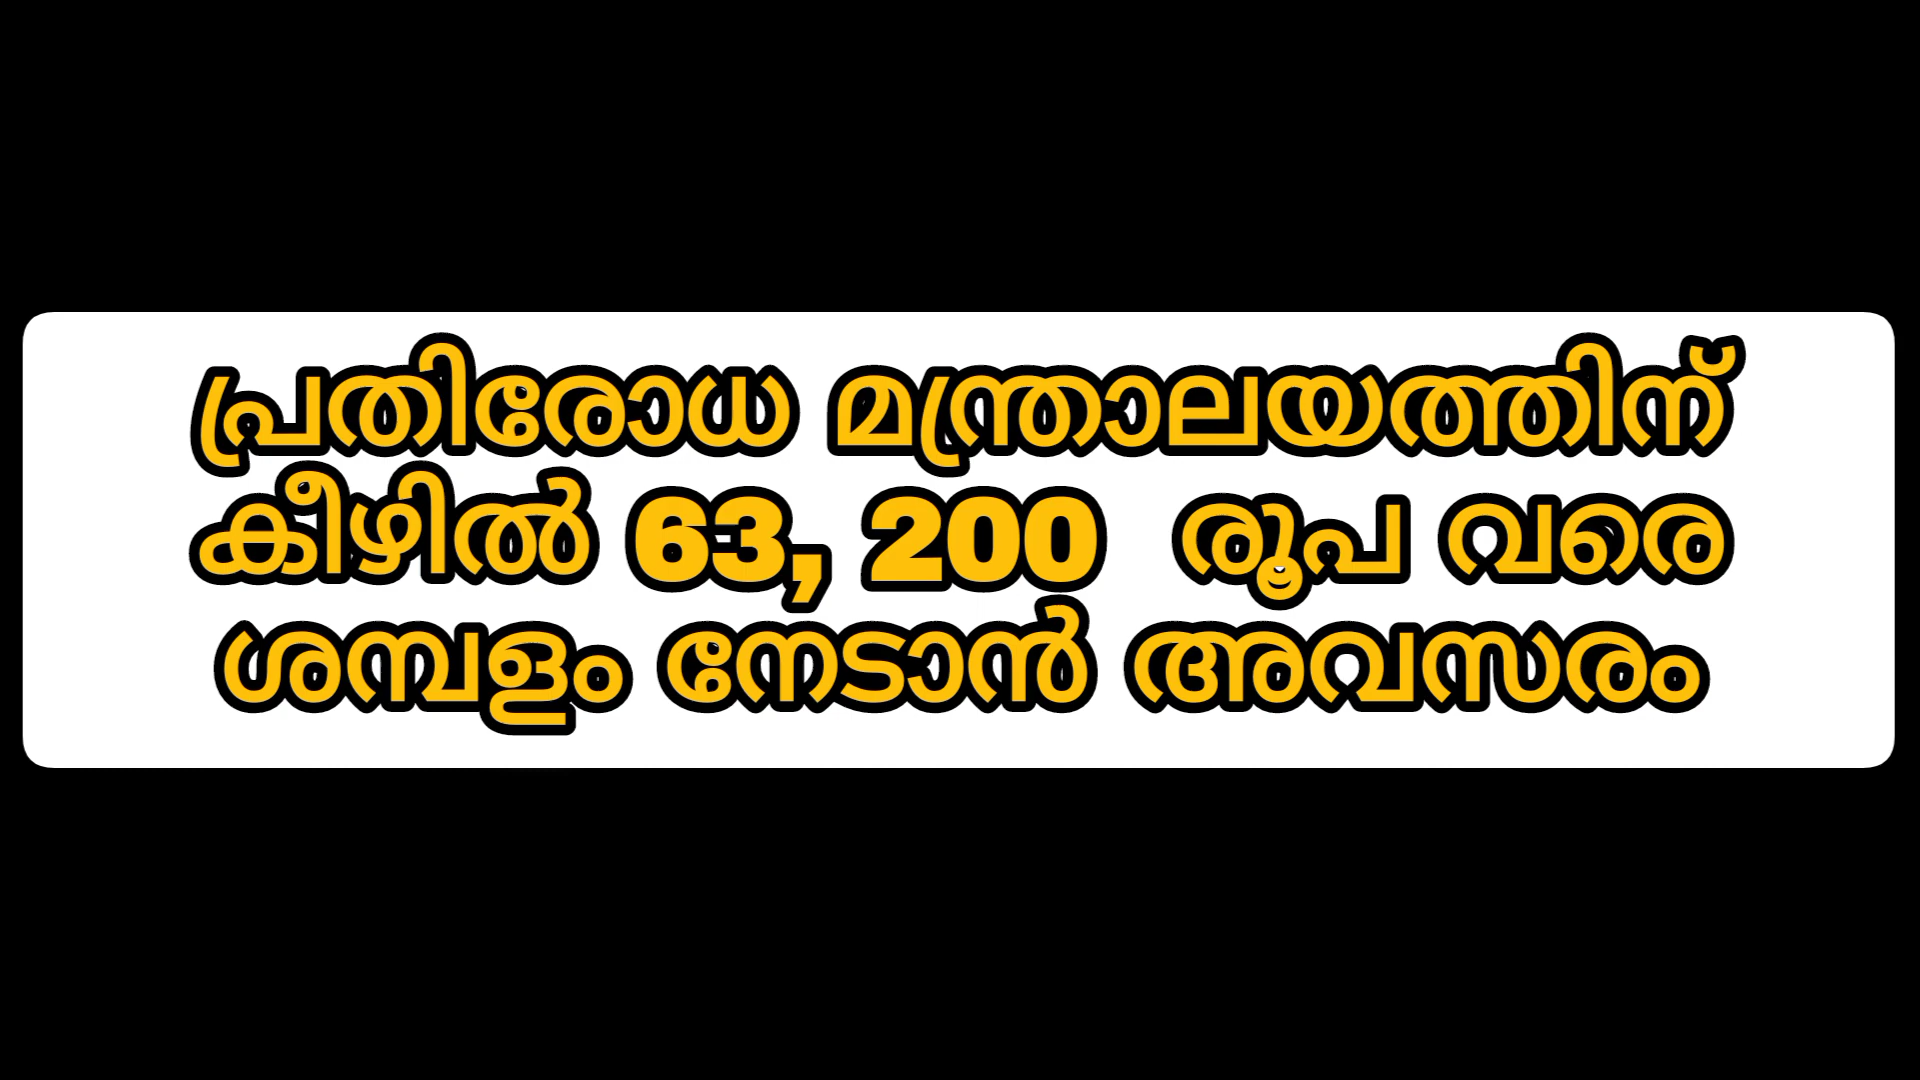 പ്രതിരോധ മന്ത്രാലയത്തിന്
കീഴിൽ 63, 200 രൂപ വരെ
ശമ്പളം നേടാൻ അവസരം